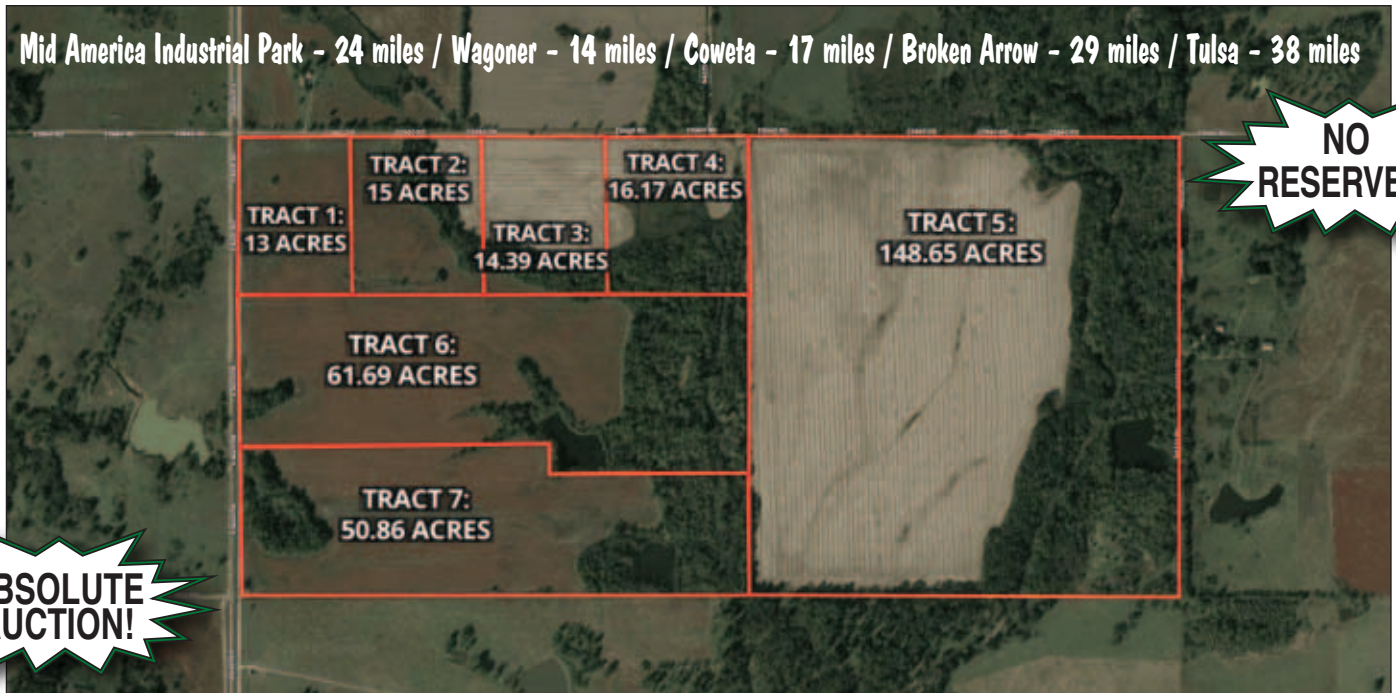 Mid America Industrial Park - 24 miles / Wagoner - 14 miles / Coweta - 17 miles / Broken Arrow - 29 miles / Tulsa - 38 miles
NO
RESERVE
TRACT 1:
13 ACRES
TRACT 2:
15 ACRES
TRACT 3:
14.39 ACRES
TRACT 4:
16.17 ACRES
TRACT 5:
148.65 ACRES
TRACT 6:
61.69 ACRES
TRACT 7:
50.86 ACRES
BSOLUTE
UCTION!